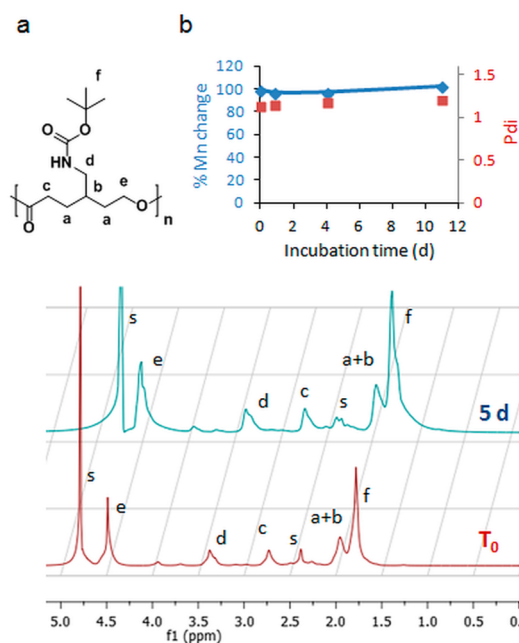 a
b
f
O
O
HN
d
c
b
e
a
a
O
O
n
120
100
80
60
40
20
0
% Mn change
1.5
1
0.5
0
Pdi
0 2 4 6 8 10 12
Incubation time (d)
s
e
d
c
s
a+b
f
5 d
s
e
d
c
s
a+b
f
T0
5.0 4.5 4.0 3.5 3.0 2.5 2.0 1.5 1.0 0.5 0.
f1 (ppm)